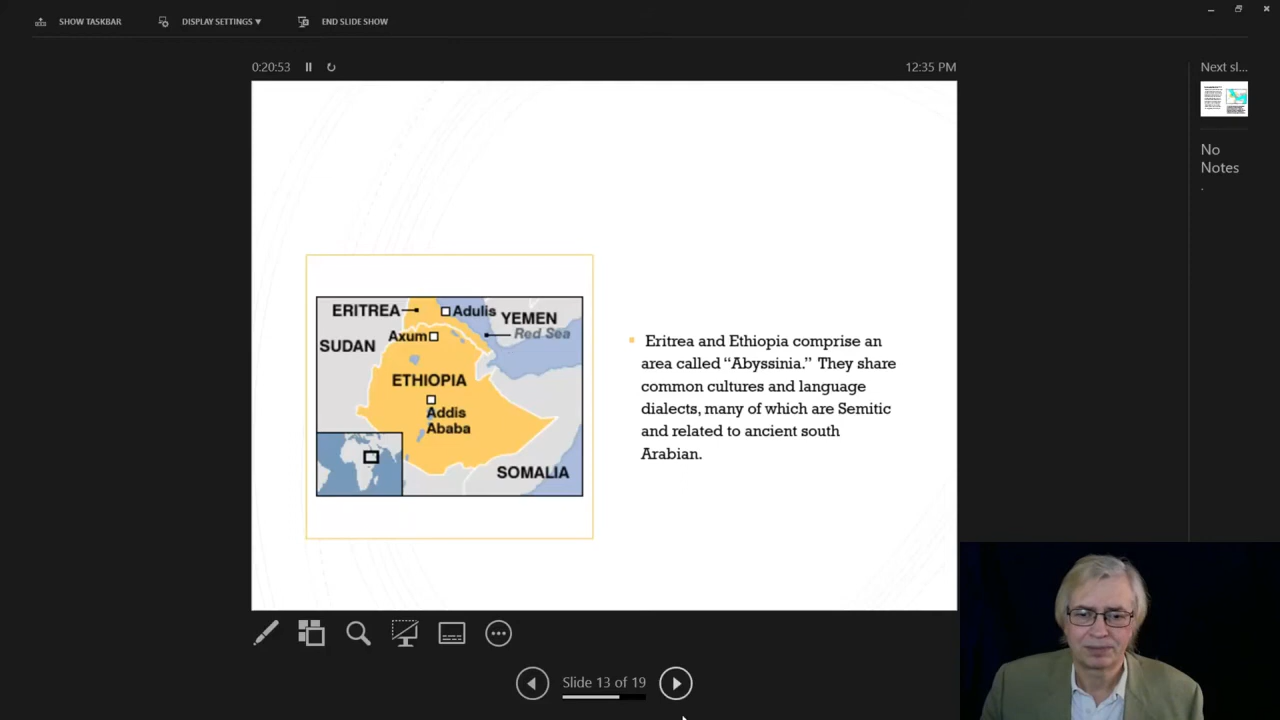 SHOW TASKBAR
DISPLAY SETTINGS ▼
END SLIDE SHOW
0:20:53
12:35 PM
Next sl...
No
Notes
.
ERITREA
Adulis
YEMEN
Red Sea
Axum
SUDAN
ETHIOPIA
Addis
Ababa
SOMALIA
Eritrea and Ethiopia comprise an
area called “Abyssinia.” They share
common cultures and language
dialects, many of which are Semitic
and related to ancient south
Arabian.
Slide 13 of 19